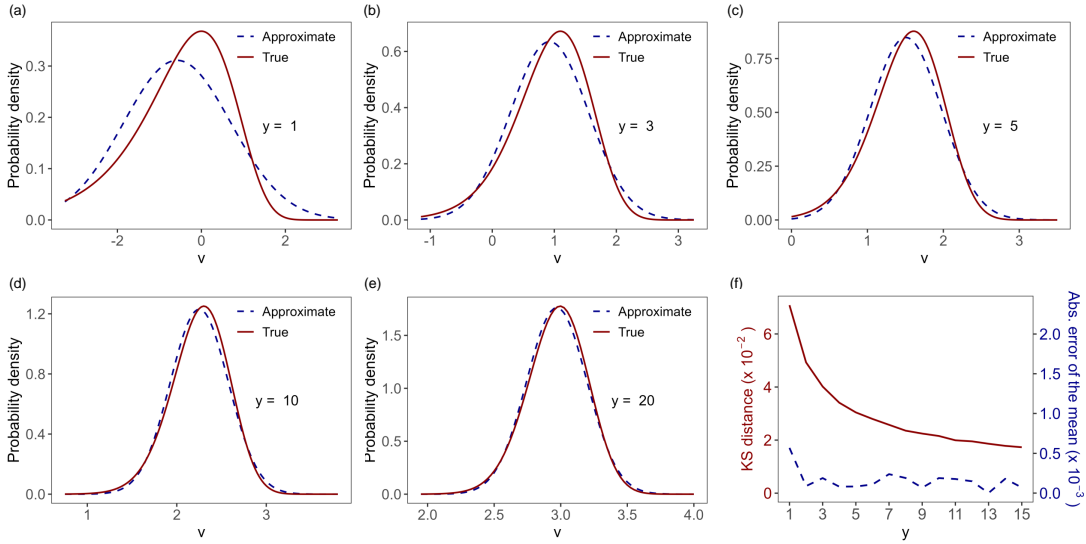 (a)
Probability density
0.3
0.2
0.1
0.0
-2
0
2
v
Approximate
True
y = 1
(b)
Probability density
0.6
0.4
0.2
0.0
-1
0
1
2
3
v
Approximate
True
y = 3
(c)
Probability density
0.75
0.50
0.25
0.00
0
1
2
3
v
Approximate
True
y = 5
(d)
Probability density
1.2
0.8
0.4
0.0
1
2
3
v
Approximate
True
y = 10
(e)
Probability density
1.5
1.0
0.5
0.0
2.0
2.5
3.0
3.5
4.0
v
Approximate
True
y = 20
(f)
KS distance (x 10⁻²)
6
4
2
0
1
3
5
7
9
11
13
15
y
2.0
1.5
1.0
0.5
0.0
Abs. error of the mean (x 10⁻³)